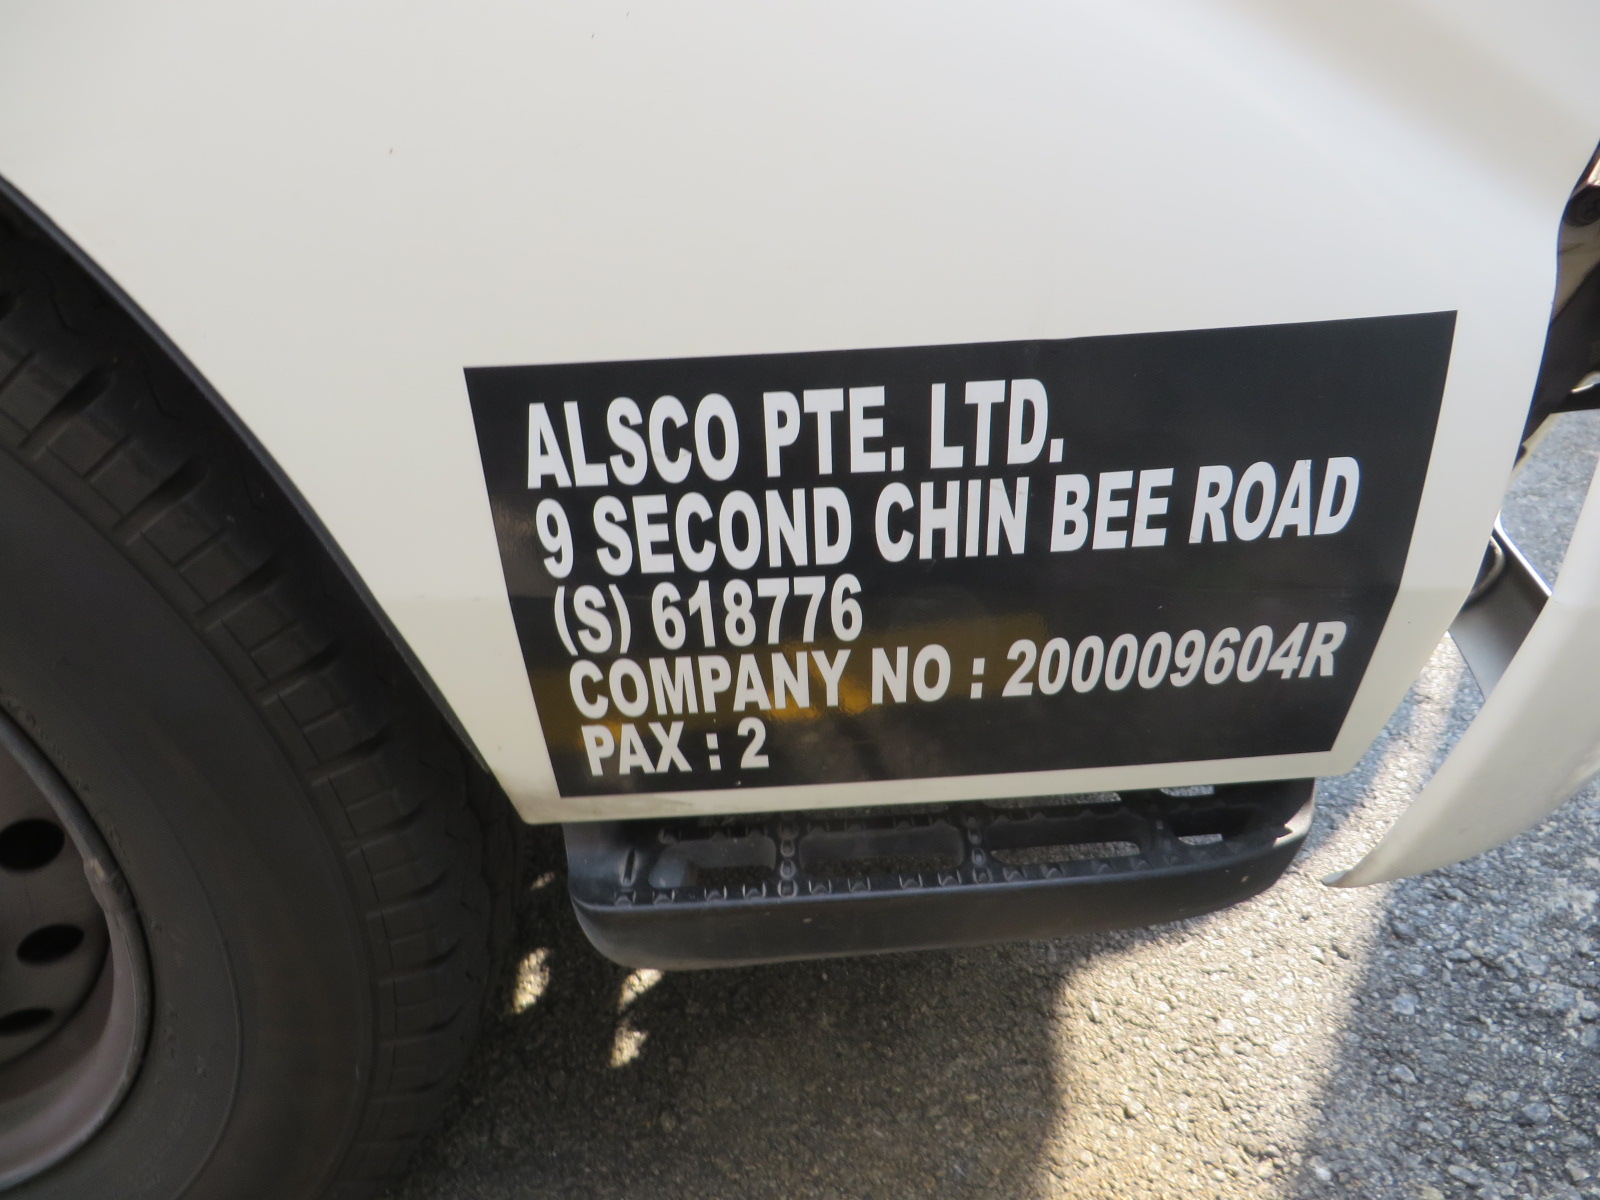 ALSCO PTE. LTD.
9 SECOND CHIN BEE ROAD
(S) 618776
COMPANY NO : 200009604R
PAX : 2